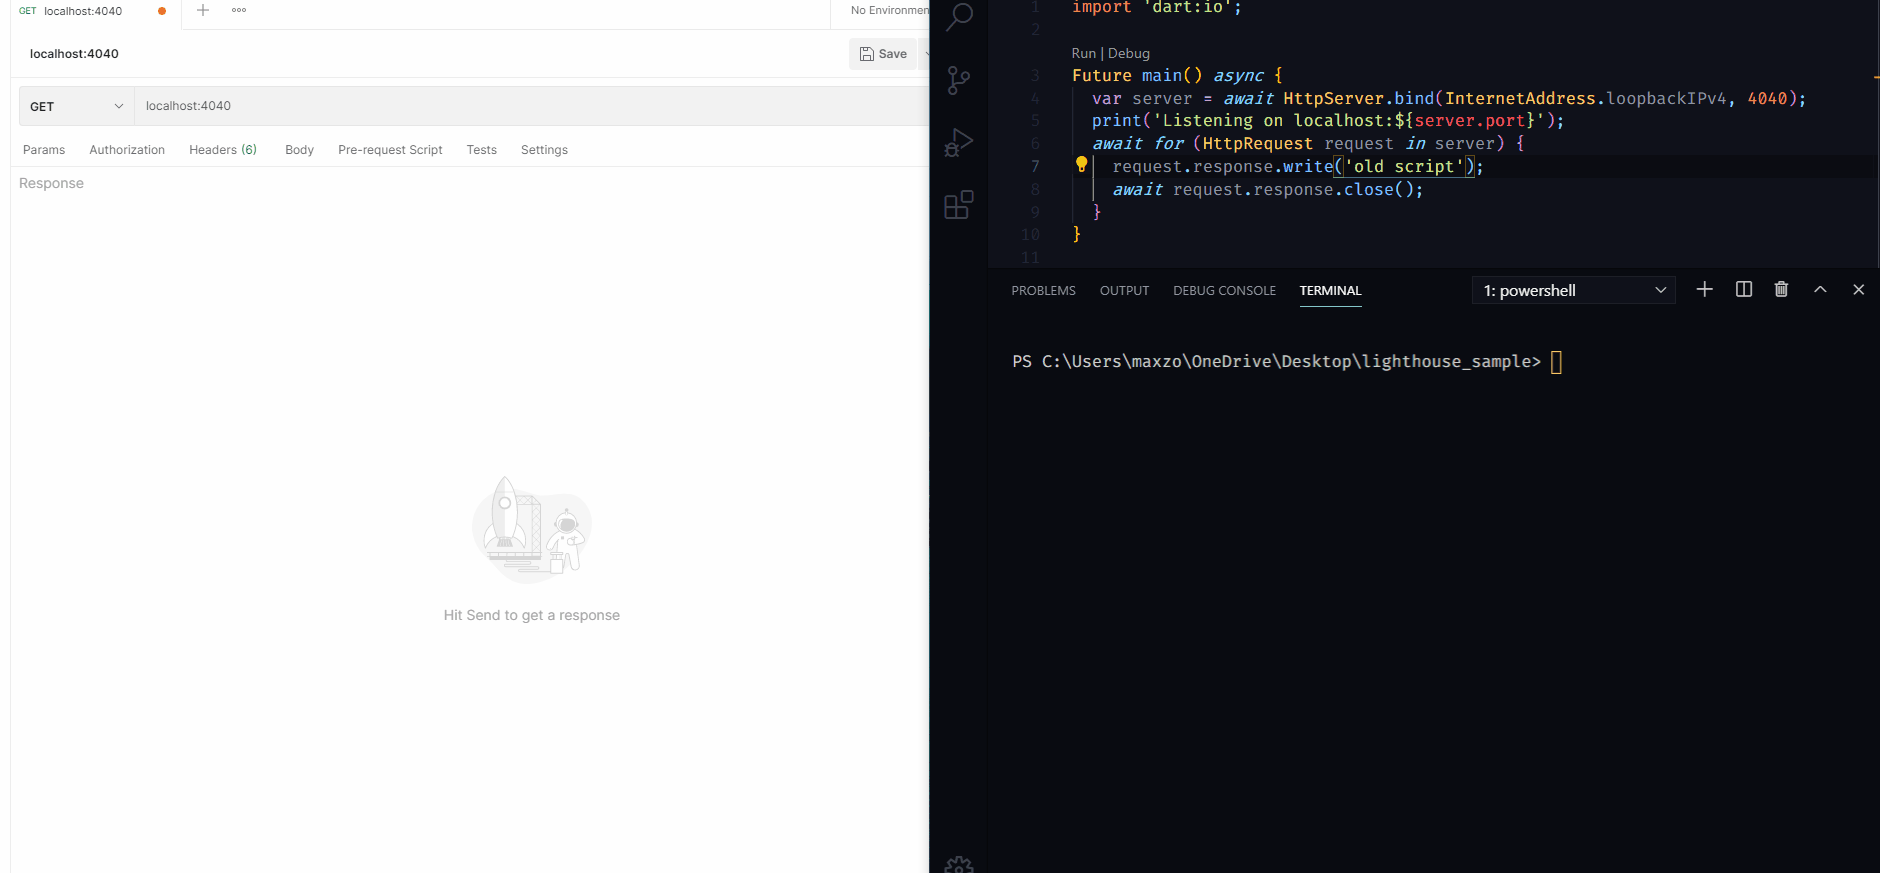 GET localhost:4040
No Environmen
localhost:4040
Save
GET localhost:4040
Params Authorization Headers (6) Body Pre-request Script Tests Settings
Response
Hit Send to get a response
1 import 'dart:io';
2
Run | Debug
3 Future main() async {
4 var server = await HttpServer.bind(InternetAddress.loopbackIPv4, 4040);
5 print('Listening on localhost:${server.port}');
6 await for (HttpRequest request in server) {
7 request.response.write('old script');
8 await request.response.close();
9 }
10 }
11
PROBLEMS OUTPUT DEBUG CONSOLE TERMINAL 1: powershell
PS C:\Users\maxzo\OneDrive\Desktop\lighthouse_sample>